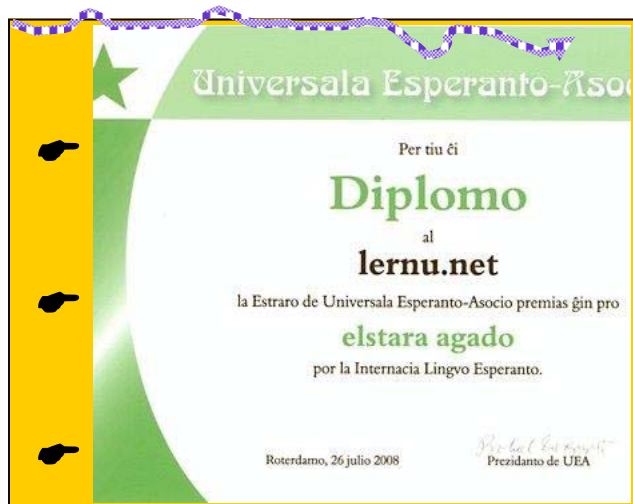 Universala Esperanto-Asoc
Per tiu ĉi
Diplomo
al
lernu.net
la Estraro de Universala Esperanto-Asocio premias ĝin pro
elstara agado
por la Internacia Lingvo Esperanto.
Roterdamo, 26 julio 2008
Prezidanto de UEA